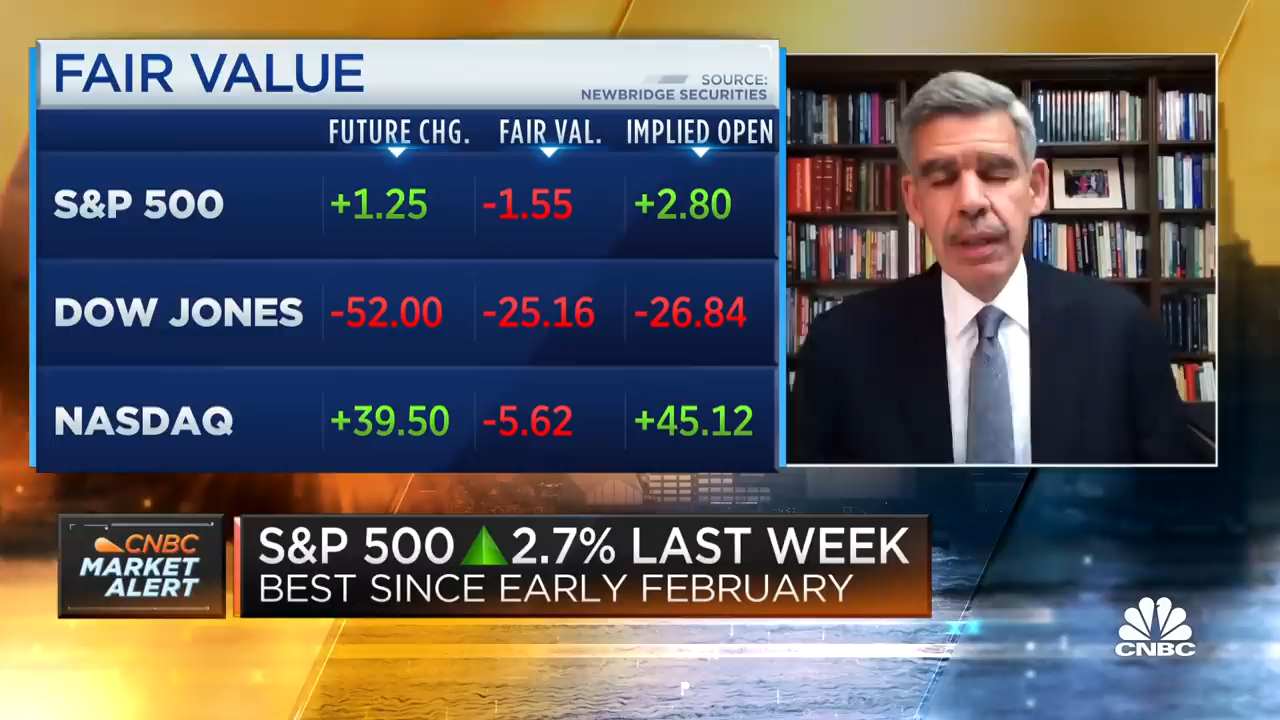 FAIR VALUE
SOURCE:
NEWBRIDGE SECURITIES
FUTURE CHG. FAIR VAL. IMPLIED OPEN
S&P 500 +1.25 -1.55 +2.80
DOW JONES -52.00 -25.16 -26.84
NASDAQ +39.50 -5.62 +45.12
CNBC
MARKET
ALERT
S&P 500 ▲ 2.7% LAST WEEK
BEST SINCE EARLY FEBRUARY
CNBC
P